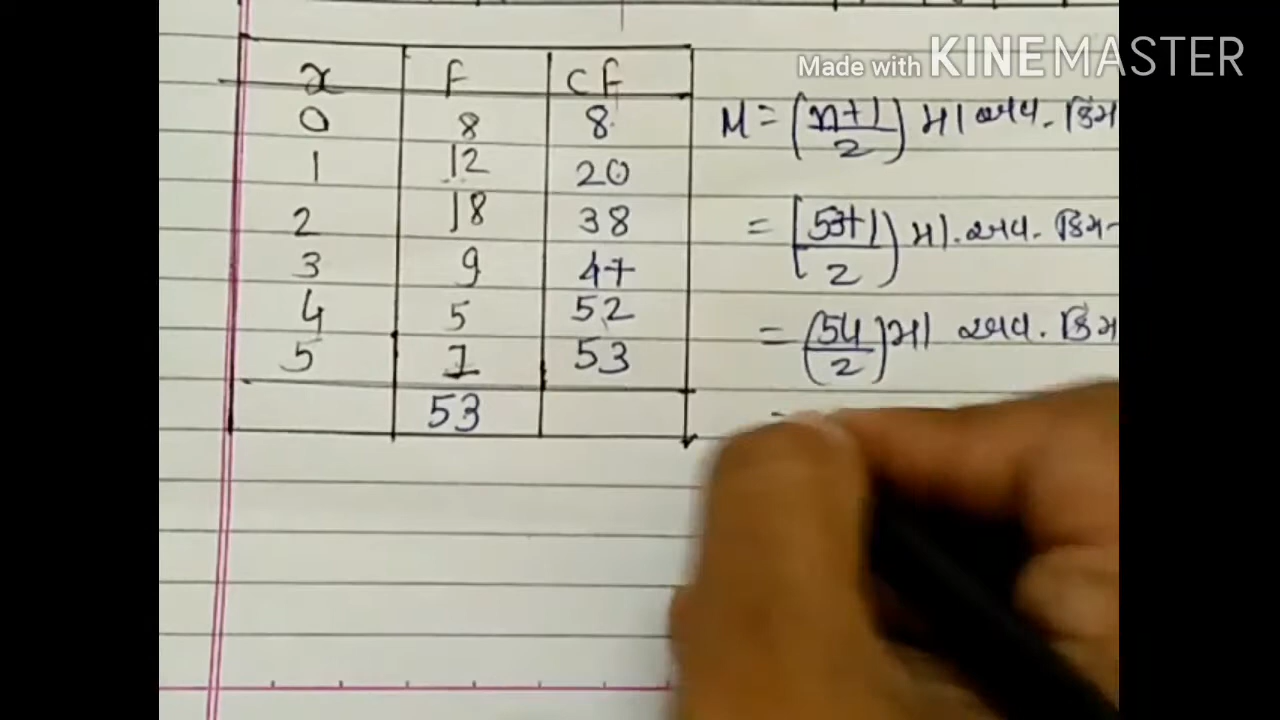 Made with KINEMASTER
x f cf
0 8 8
1 12 20
2 18 38
3 9 47
4 5 52
5 1 53
53
M = (n+1/2) મા અવ. કિંમ
= (53+1/2) મા. અવ. કિંમ
= (54/2) મા અવ. કિંમ
=